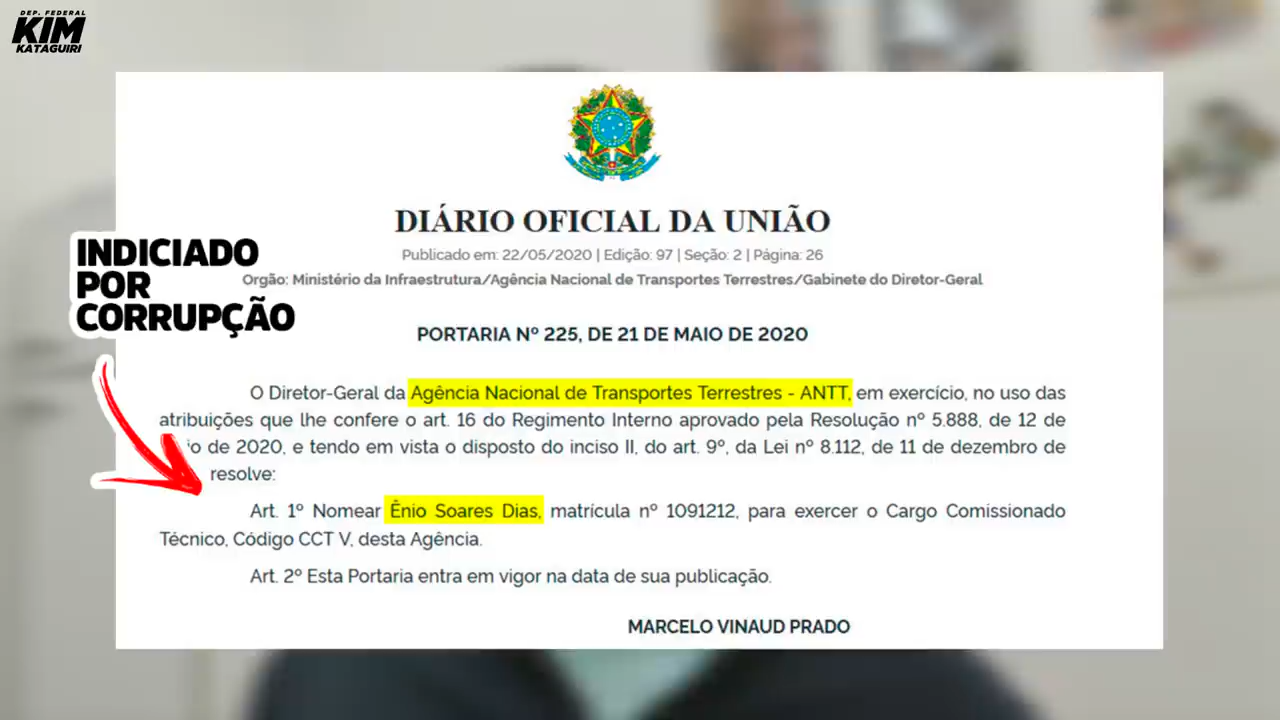 DEP. FEDERAL
KIM
KATAGUIRI
DIÁRIO OFICIAL DA UNIÃO
Publicado em: 22/05/2020 | Edição: 97 | Seção: 2 | Página: 26
Orgão: Ministério da Infraestrutura/Agência Nacional de Transportes Terrestres/Gabinete do Diretor-Geral
INDICIADO
POR
CORRUPÇÃO
PORTARIA Nº 225, DE 21 DE MAIO DE 2020
O Diretor-Geral da Agência Nacional de Transportes Terrestres - ANTT, em exercício, no uso das
atribuições que lhe confere o art. 16 do Regimento Interno aprovado pela Resolução nº 5.888, de 12 de
de 2020, e tendo em vista o disposto do inciso II, do art. 9º, da Lei nº 8.112, de 11 de dezembro de
resolve:
Art. 1º Nomear Ênio Soares Dias, matrícula nº 1091212, para exercer o Cargo Comissionado
Técnico, Código CCT V, desta Agência.
Art. 2º Esta Portaria entra em vigor na data de sua publicação.
MARCELO VINAUD PRADO